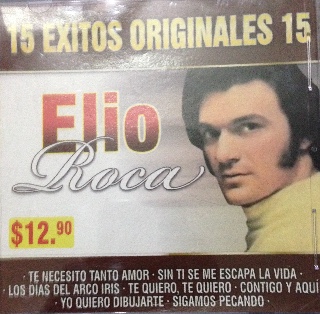 15 EXITOS ORIGINALES 15
Elio
Roca
$12.90
· TE NECESITO TANTO AMOR · SIN TI SE ME ESCAPA LA VIDA ·
· LOS DIAS DEL ARCO IRIS · TE QUIERO, TE QUIERO · CONTIGO Y AQUÍ
· YO QUIERO DIBUJARTE · SIGAMOS PECANDO ·